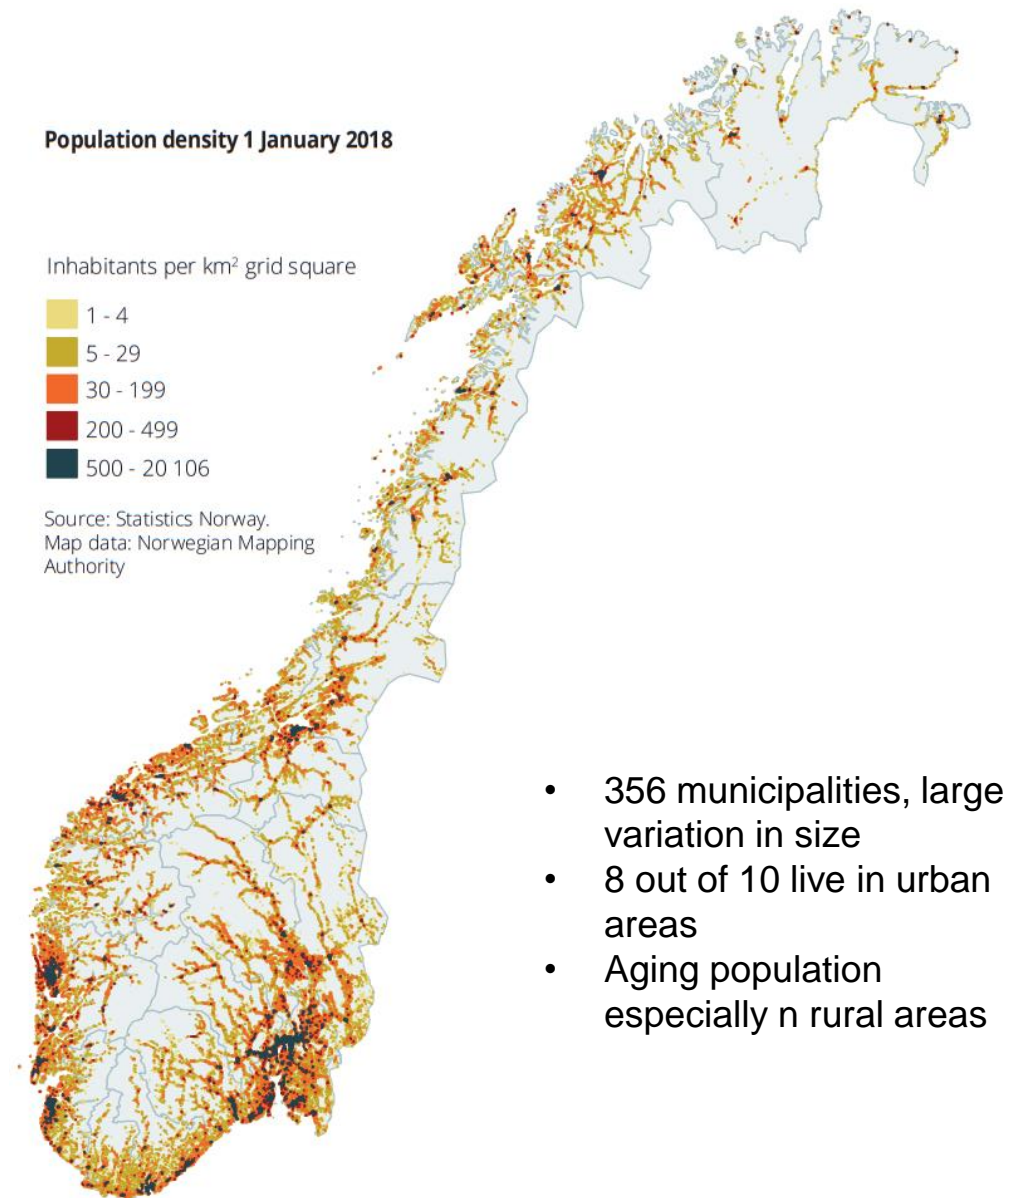 Population density 1 January 2018
Inhabitants per km² grid square
1 - 4
5 - 29
30 - 199
200 - 499
500 - 20 106
Source: Statistics Norway.
Map data: Norwegian Mapping
Authority
• 356 municipalities, large
variation in size
• 8 out of 10 live in urban
areas
• Aging population
especially n rural areas